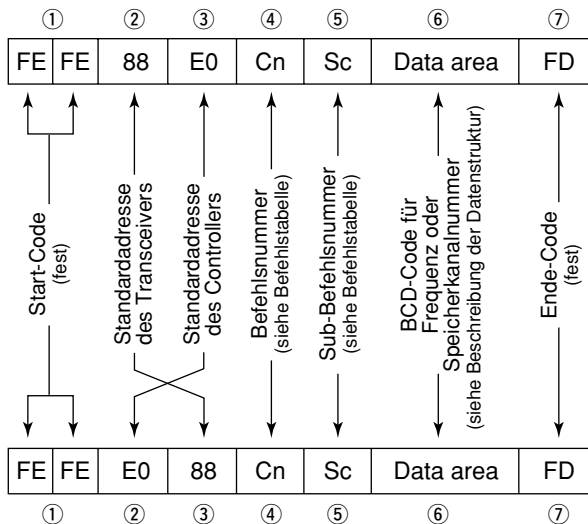 ① ② ③ ④ ⑤ ⑥ ⑦
FE FE 88 E0 Cn Sc Data area FD
Start-Code
(fest)
Standardadresse
des Transceivers
Standardadresse
des Controllers
Befehlsnummer
(siehe Befehlstabelle)
Sub-Befehlsnummer
(siehe Befehlstabelle)
BCD-Code für
Frequenz oder
Speicherkanalnummer
(siehe Beschreibung der Datenstruktur)
Ende-Code
(fest)
FE FE E0 88 Cn Sc Data area FD
① ② ③ ④ ⑤ ⑥ ⑦